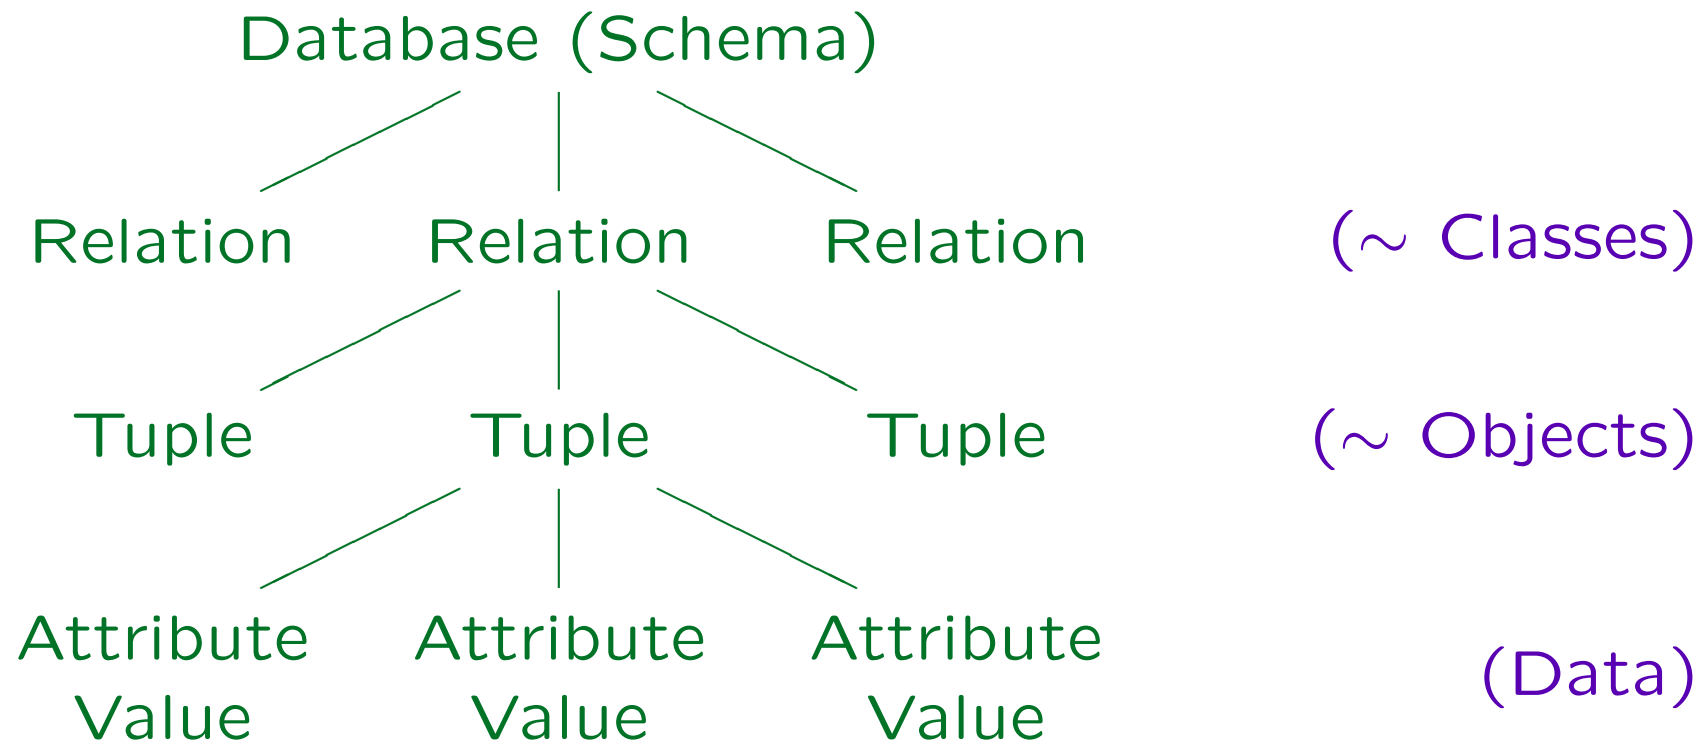 Database (Schema)
Relation Relation Relation (~ Classes)
Tuple Tuple Tuple (~ Objects)
Attribute Attribute Attribute
Value Value Value (Data)